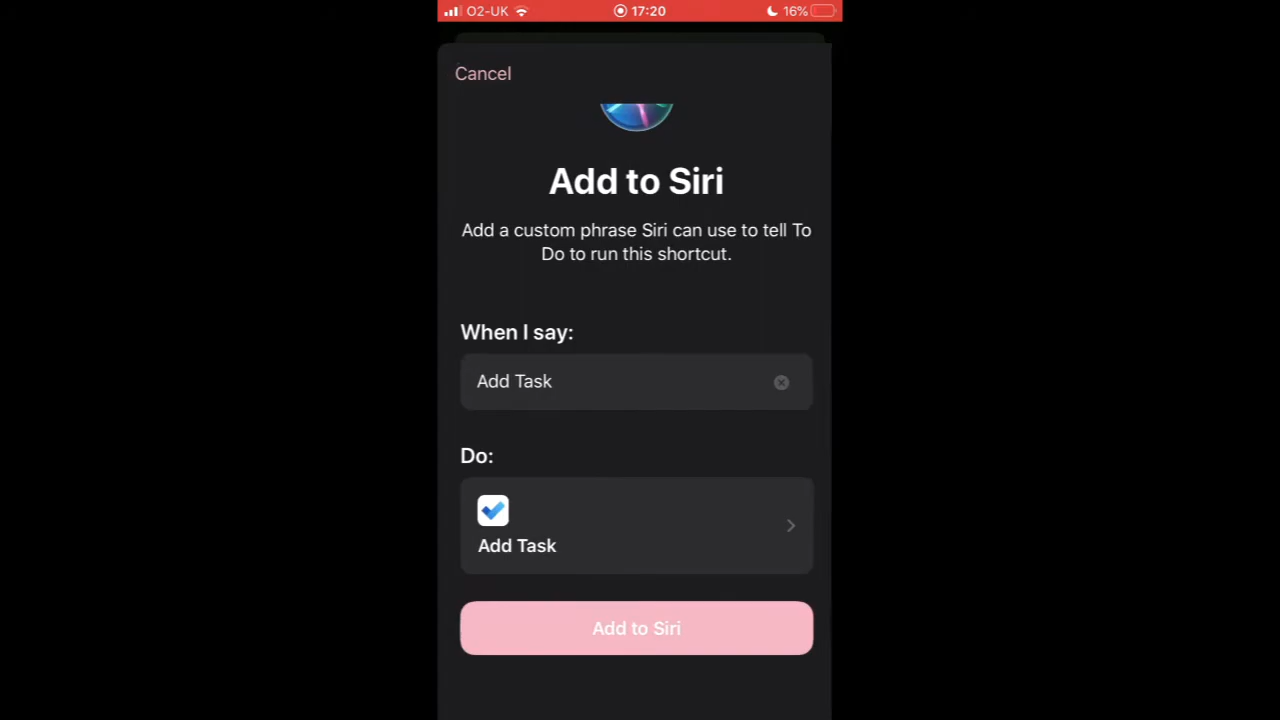 O2-UK 17:20 16%
Cancel
Add to Siri
Add a custom phrase Siri can use to tell To
Do to run this shortcut.
When I say:
Add Task
Do:
Add Task
Add to Siri